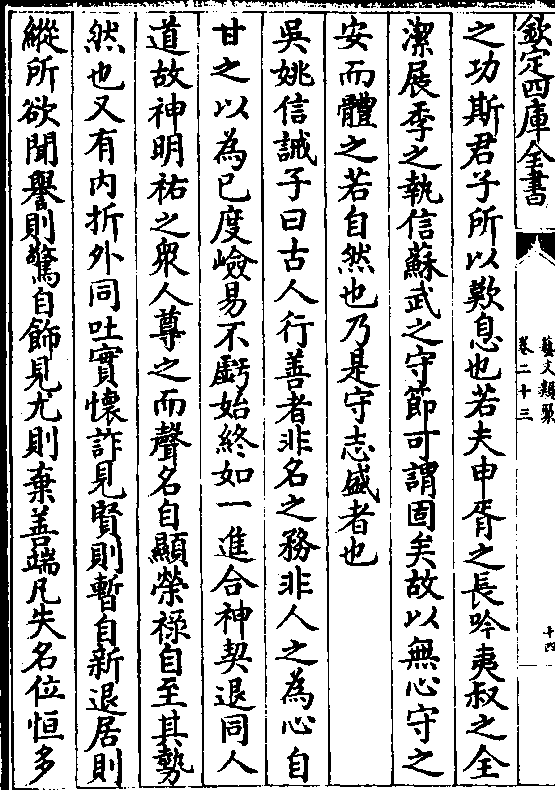 欽定四庫全書
藝文類聚
卷二十三
十四
之功斯君子所以歎息也若夫申胥之長吟夷叔之全
潔展季之執信蘇武之守節可謂固矣故以無心守之
安而體之若自然也乃是守志盛者也
吳姚信誡子曰古人行善者非名之務非人之為心自
甘之以為已度嶮易不虧始終如一進合神契退同人
道故神明祐之衆人尊之而聲名自顯榮祿自至其勢
然也又有内折外同吐實懷詐見賢則暫自新退居則
縱所欲聞譽則驚自飾見尤則棄善端凡失名位恒多